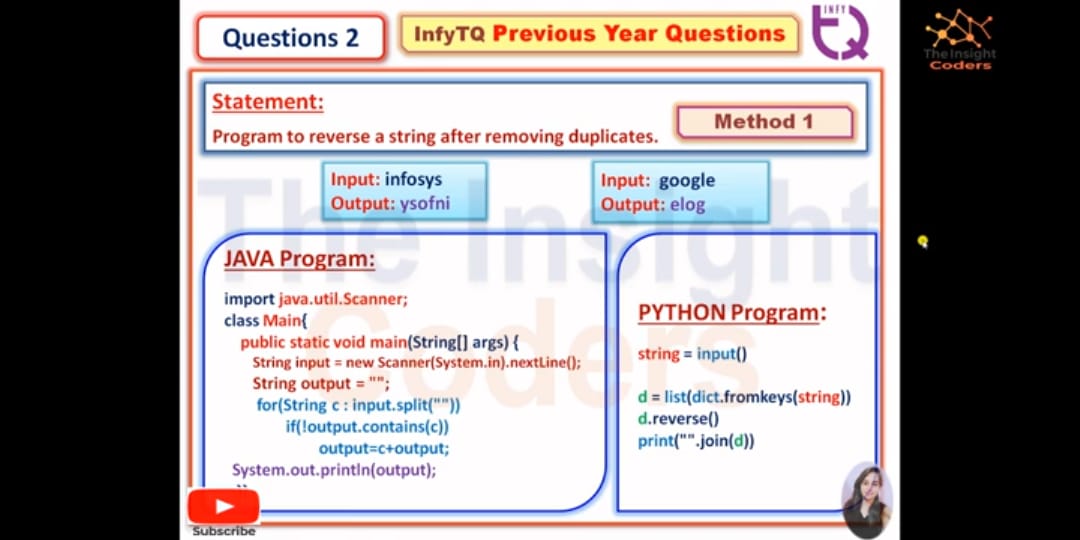 Questions 2
InfyTQ Previous Year Questions
INFY
TQ
The Insight
Coders
Statement:
Program to reverse a string after removing duplicates.
Method 1
Input: infosys
Output: ysofni
Input: google
Output: elog
The Insight
Coders
JAVA Program:
import java.util.Scanner;
class Main{
public static void main(String[] args) {
String input = new Scanner(System.in).nextLine();
String output = "";
for(String c : input.split(""))
if(!output.contains(c))
output=c+output;
System.out.println(output);
PYTHON Program:
string = input()
d = list(dict.fromkeys(string))
d.reverse()
print("".join(d))
Subscribe